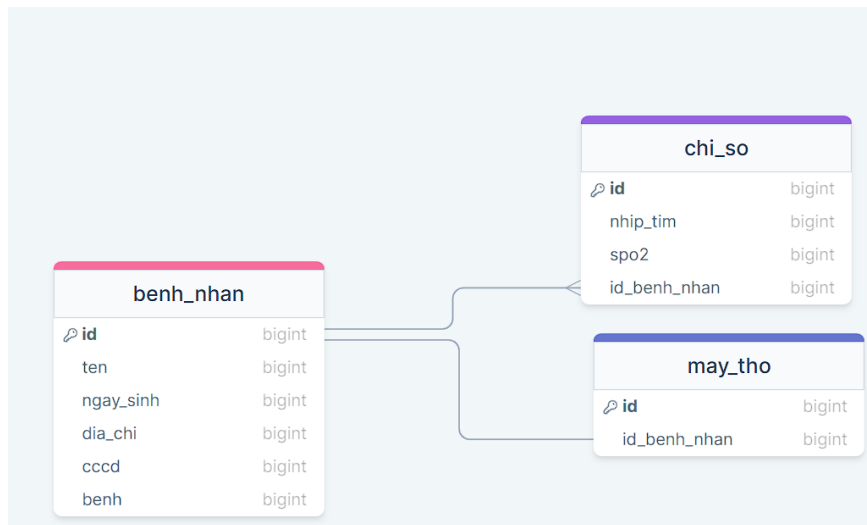 chi_so
id bigint
nhip_tim bigint
spo2 bigint
id_benh_nhan bigint
benh_nhan
id bigint
ten bigint
ngay_sinh bigint
dia_chi bigint
cccd bigint
benh bigint
may_tho
id bigint
id_benh_nhan bigint